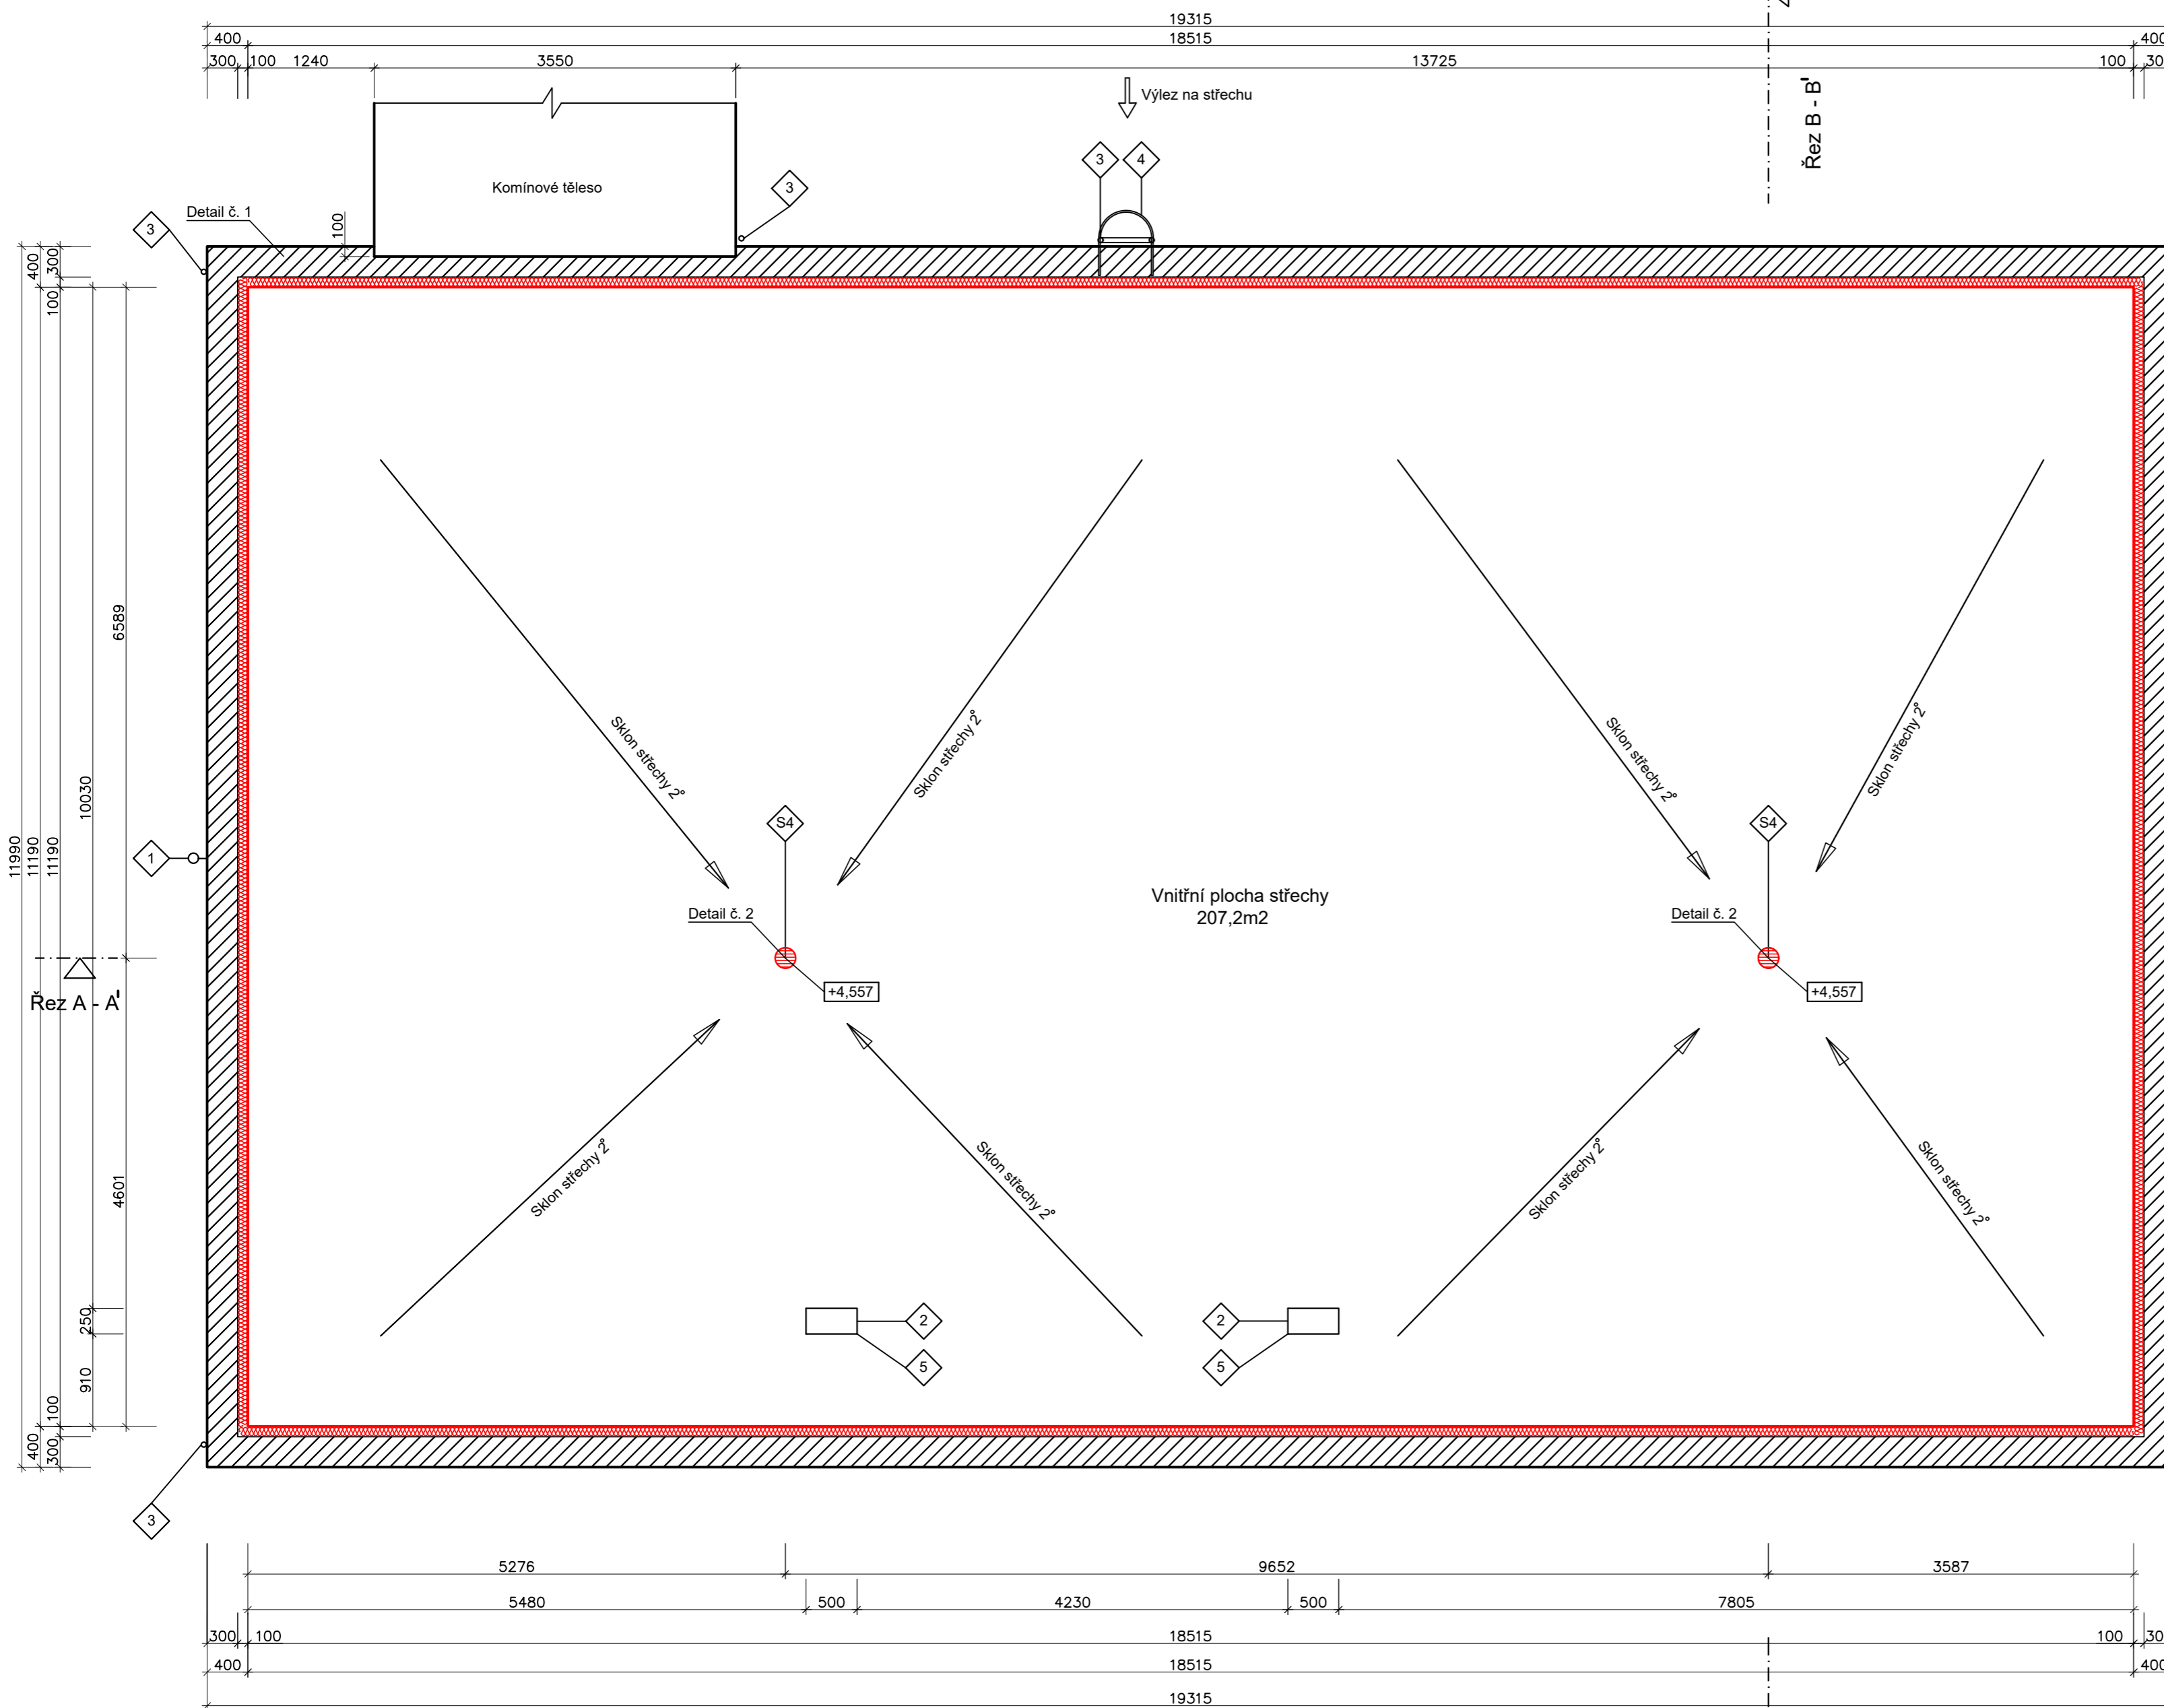 19315
400 18515 400
300 100 1240 3550 13725 100 30
Výlez na střechu
Řez B - B'
Komínové těleso
3
3 4
3
Detail č. 1
100
400
300
100
6589
10030
11990
11190
11190
1
Řez A - A'
4601
250
910
100
400
300
3
Sklon střechy 2°
Sklon střechy 2°
Sklon střechy 2°
Sklon střechy 2°
S4
S4
Vnitřní plocha střechy
207,2m2
Detail č. 2
Detail č. 2
+4,557
+4,557
Sklon střechy 2°
Sklon střechy 2°
Sklon střechy 2°
Sklon střechy 2°
2
5
2
5
5276 9652 3587
5480 500 4230 500 7805
300 100 18515 100 30
400 18515 400
19315